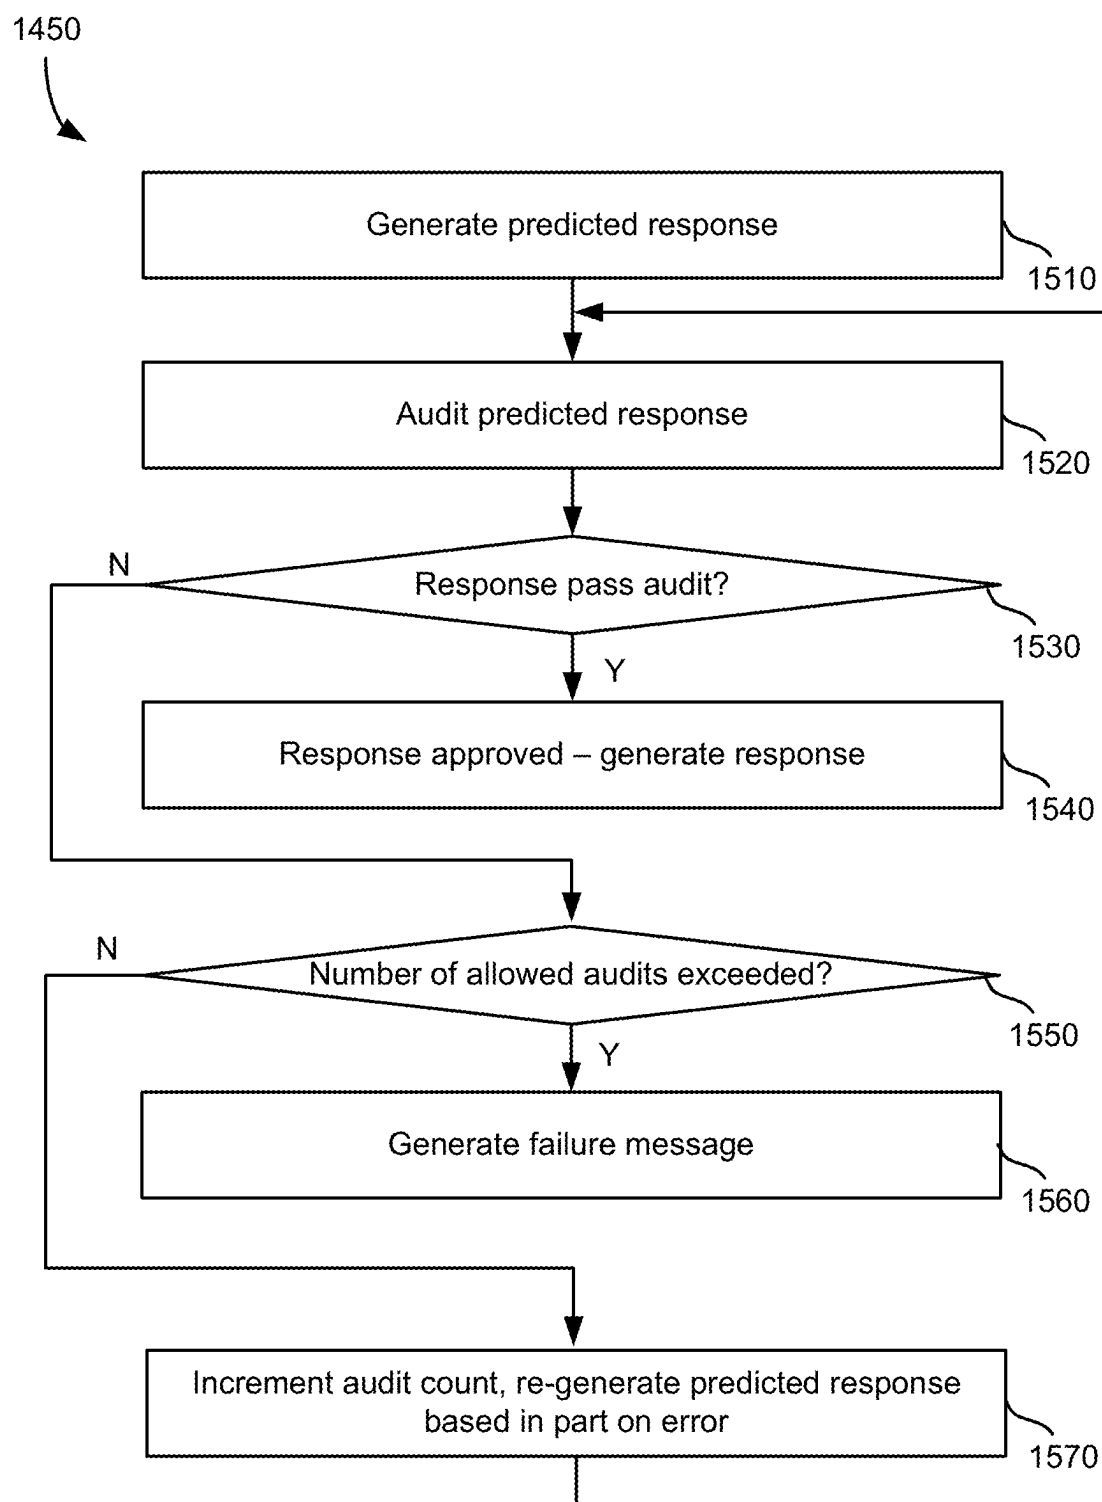 1450
Generate predicted response
1510
Audit predicted response
1520
N
Response pass audit?
1530
Y
Response approved – generate response
1540
N
Number of allowed audits exceeded?
1550
Y
Generate failure message
1560
Increment audit count, re-generate predicted response
based in part on error
1570